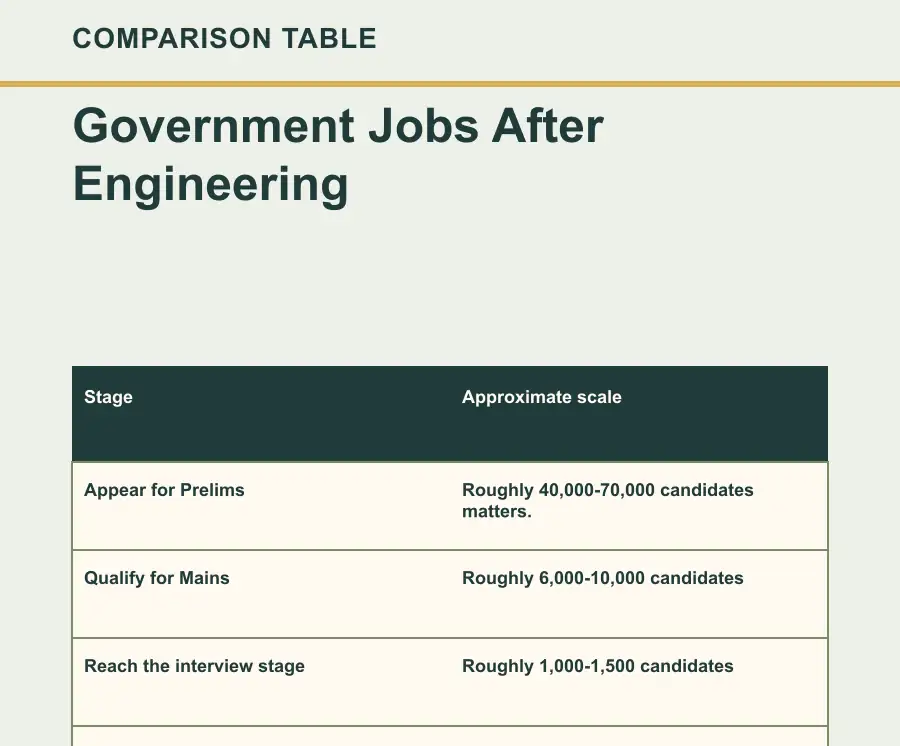 COMPARISON TABLE
Government Jobs After
Engineering
Stage
Approximate scale
Appear for Prelims
Roughly 40,000-70,000 candidates
matters.
Qualify for Mains
Roughly 6,000-10,000 candidates
Reach the interview stage
Roughly 1,000-1,500 candidates